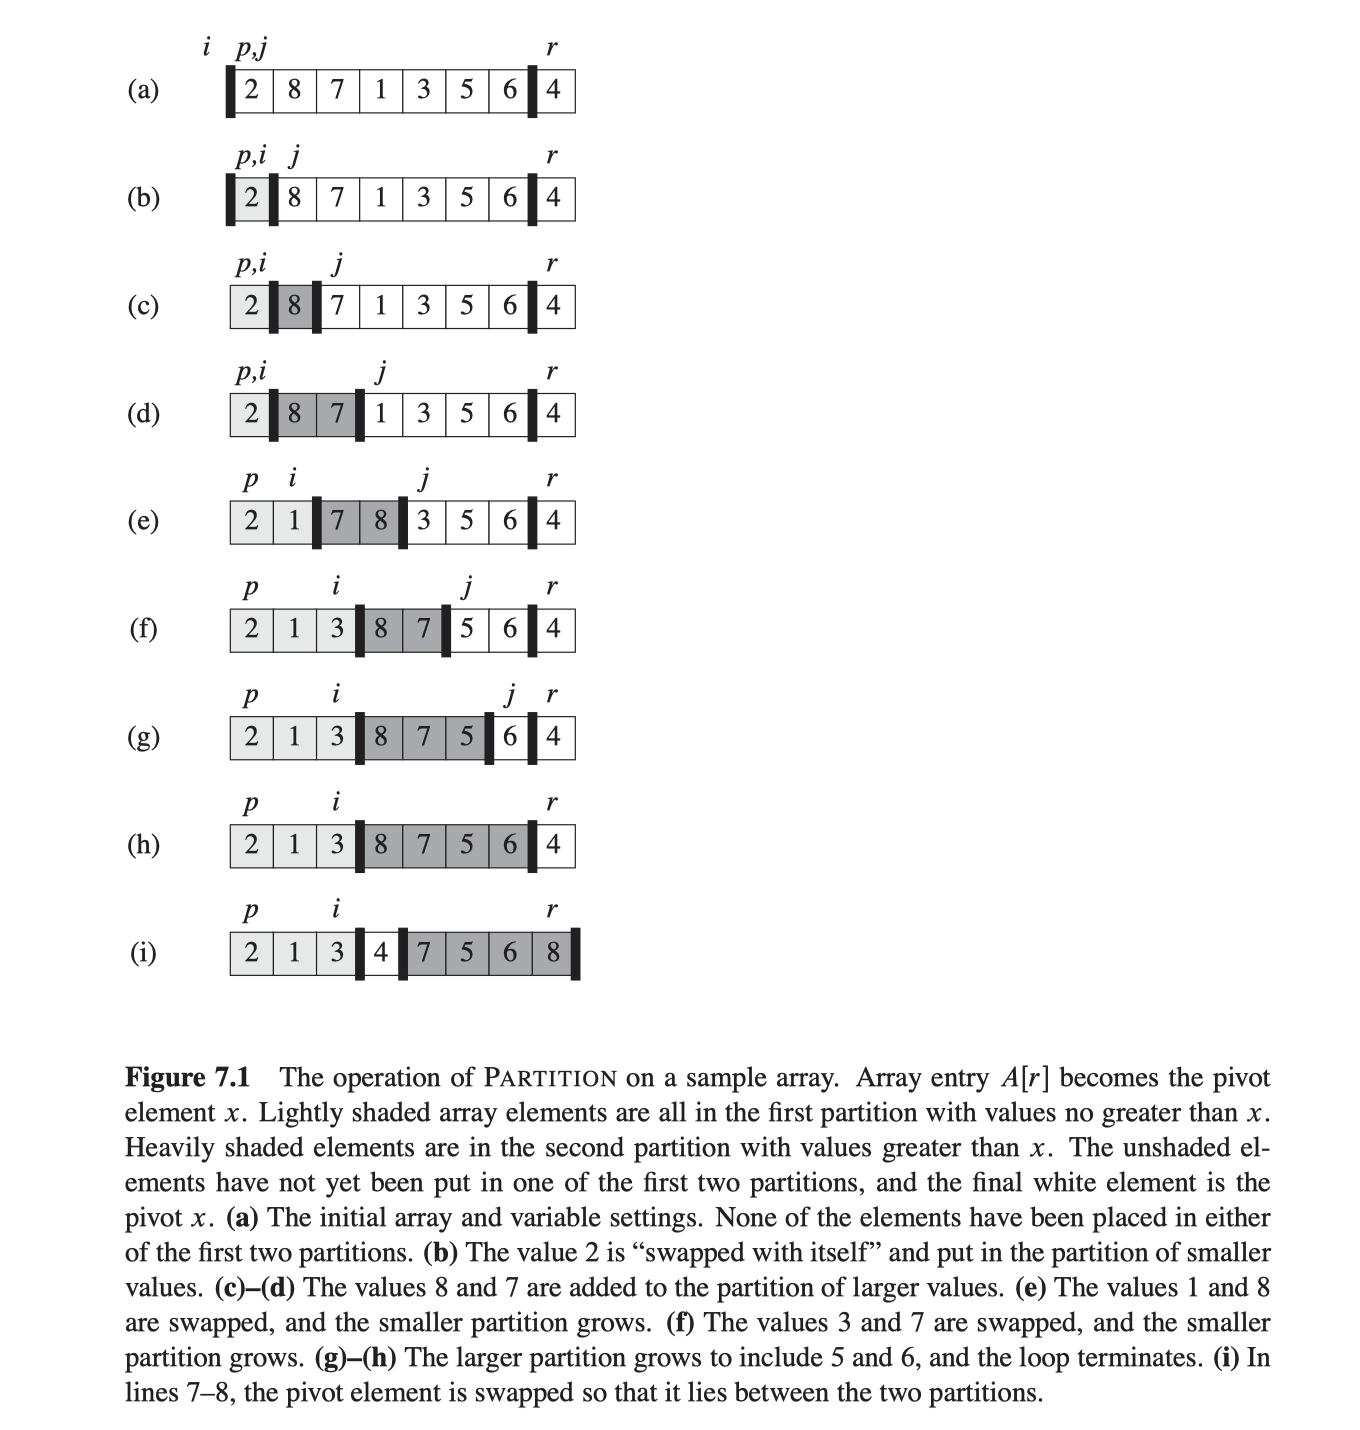 i p,j r
(a) 2 8 7 1 3 5 6 4
p,i j r
(b) 2 8 7 1 3 5 6 4
p,i j r
(c) 2 8 7 1 3 5 6 4
p,i j r
(d) 2 8 7 1 3 5 6 4
p i j r
(e) 2 1 7 8 3 5 6 4
p i j r
(f) 2 1 3 8 7 5 6 4
p i j r
(g) 2 1 3 8 7 5 6 4
p i r
(h) 2 1 3 8 7 5 6 4
p i r
(i) 2 1 3 4 7 5 6 8
Figure 7.1 The operation of PARTITION on a sample array. Array entry A[r] becomes the pivot
element x. Lightly shaded array elements are all in the first partition with values no greater than x.
Heavily shaded elements are in the second partition with values greater than x. The unshaded el-
ements have not yet been put in one of the first two partitions, and the final white element is the
pivot x. (a) The initial array and variable settings. None of the elements have been placed in either
of the first two partitions. (b) The value 2 is “swapped with itself” and put in the partition of smaller
values. (c)–(d) The values 8 and 7 are added to the partition of larger values. (e) The values 1 and 8
are swapped, and the smaller partition grows. (f) The values 3 and 7 are swapped, and the smaller
partition grows. (g)–(h) The larger partition grows to include 5 and 6, and the loop terminates. (i) In
lines 7–8, the pivot element is swapped so that it lies between the two partitions.